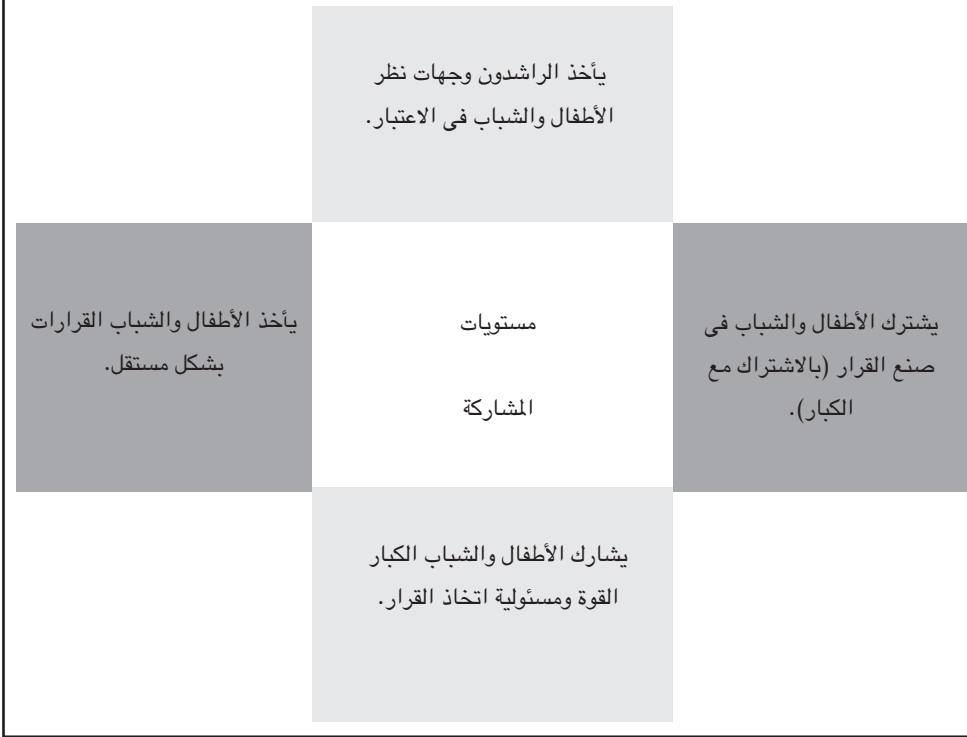 يأخذ الراشدون وجهات نظر
الأطفال والشباب فى الاعتبار.
يشترك الأطفال والشباب فى
صنع القرار (بالاشتراك مع
الكبار).
مستويات
المشاركة
يأخذ الأطفال والشباب القرارات
بشكل مستقل.
يشارك الأطفال والشباب الكبار
القوة ومسئولية اتخاذ القرار.